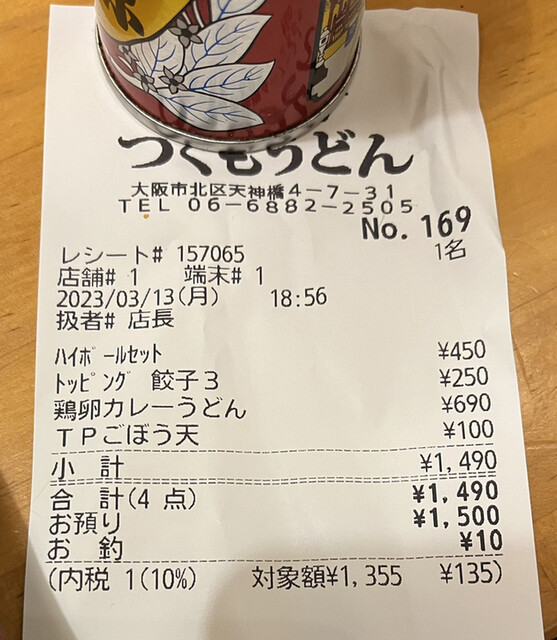 つくもうどん
大阪市北区天神橋4-7-31
TEL 06-6882-2505
No. 169
1名
レシート# 157065
店舗# 1 端末# 1
2023/03/13(月) 18:56
扱者# 店長
ﾊｲﾎﾞｰﾙｾｯﾄ ¥450
ﾄｯﾋﾟﾝｸﾞ 餃子3 ¥250
鶏卵カレーうどん ¥690
TPごぼう天 ¥100
小 計 ¥1,490
合 計(4 点) ¥1,490
お預り ¥1,500
お 釣 ¥10
(内税 1(10%) 対象額¥1,355 ¥135)